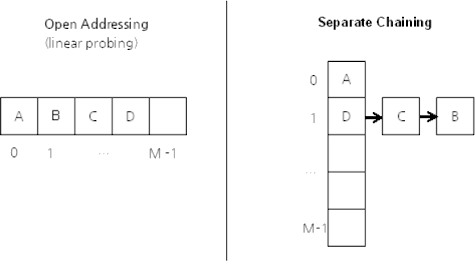 Open Addressing
(linear probing)
A B C D
0 1 ... M-1
Separate Chaining
0 A
1 D C B
...
M-1